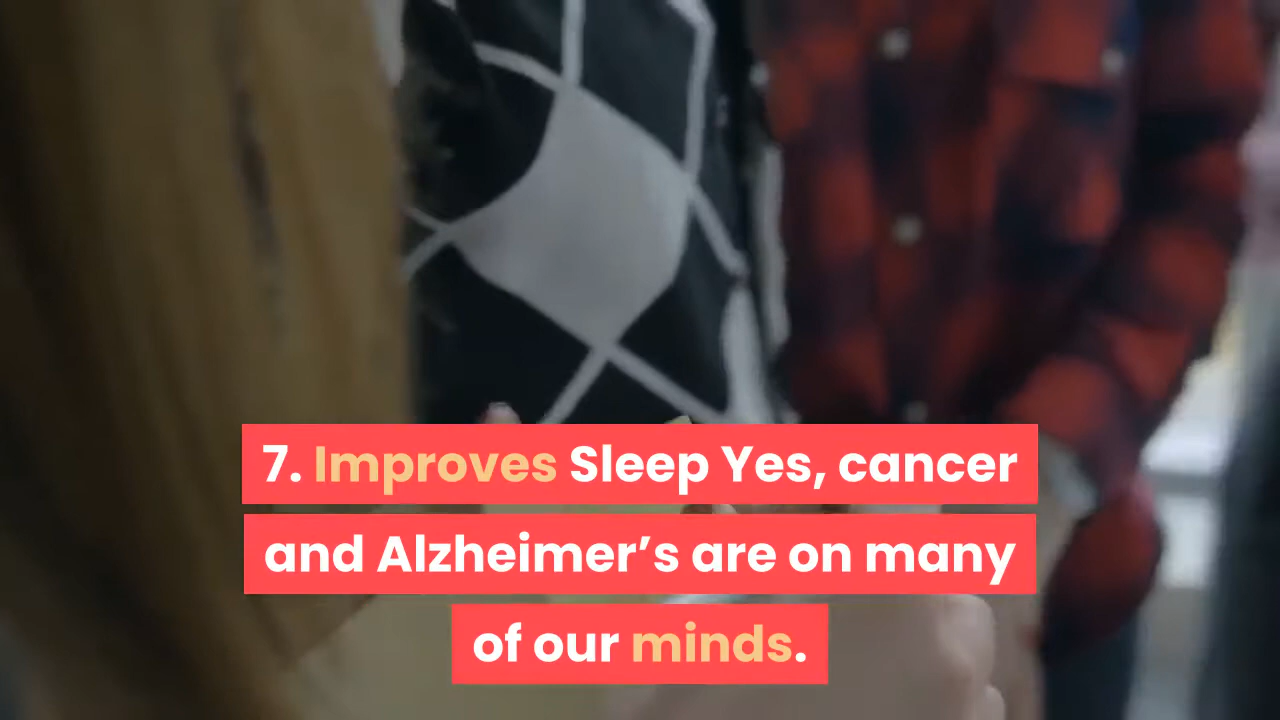 7. Improves Sleep Yes, cancer
and Alzheimer’s are on many
of our minds.